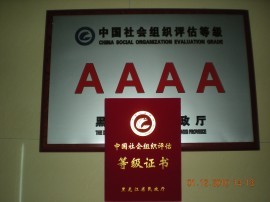 中国社会组织评估等级
CHINA SOCIAL ORGANIZATION EVALUATION GRADE
AAAA
黑
政厅
中国社会组织评估
等级证书
黑龙江省民政厅